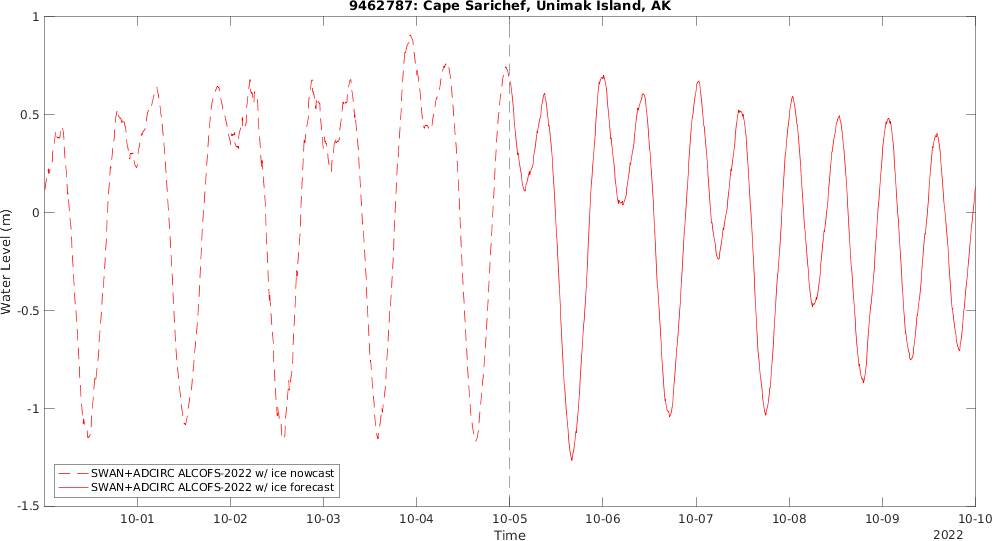 9462787: Cape Sarichef, Unimak Island, AK
1
0.5
0
-0.5
-1
-1.5
Water Level (m)
SWAN+ADCIRC ALCOFS-2022 w/ ice nowcast
SWAN+ADCIRC ALCOFS-2022 w/ ice forecast
10-01 10-02 10-03 10-04 10-05 10-06 10-07 10-08 10-09 10-10
Time
2022